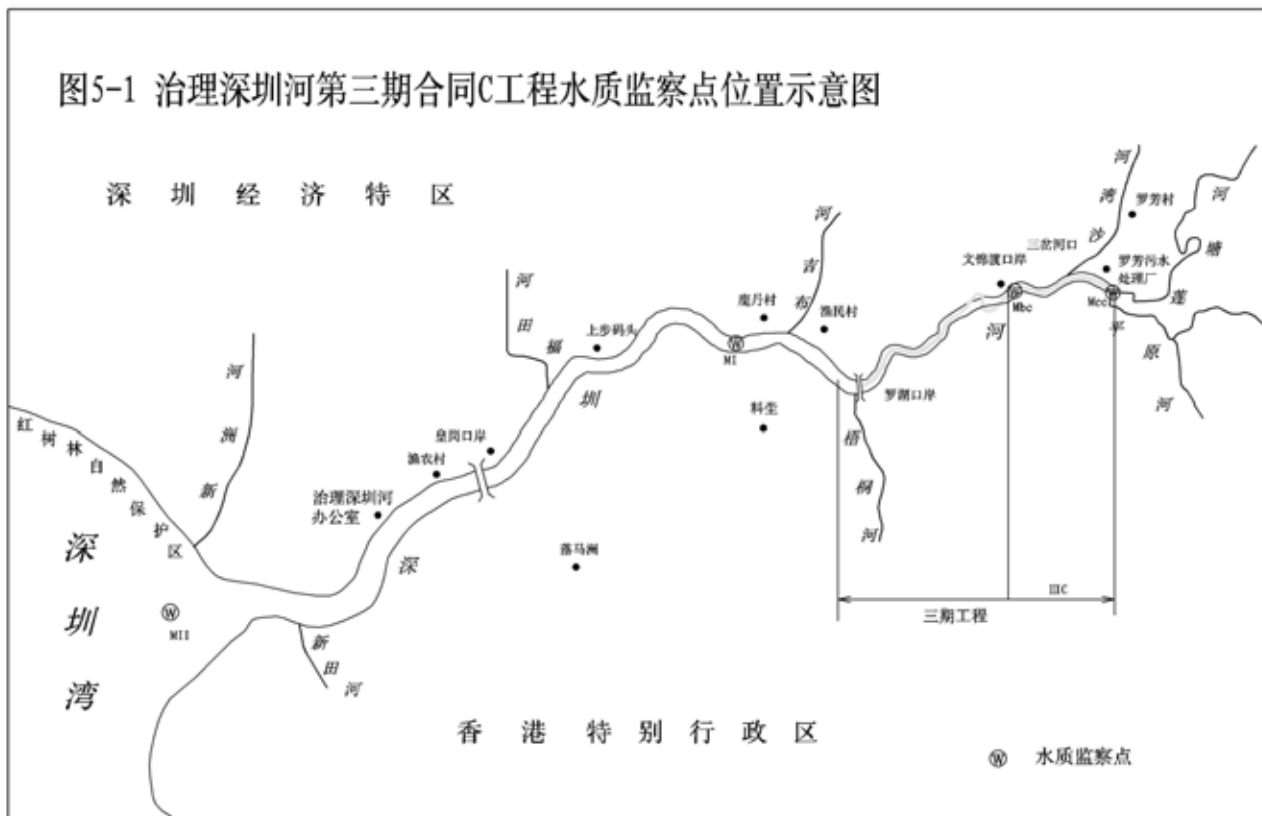 图5-1 治理深圳河第三期合同C工程水质监察点位置示意图
深圳经济特区
河湾沙
罗芳村
河塘莲
三岔河口
文锦渡口岸
罗芳污水
处理厂
Mbc
Mcc
平原河
河吉布
鹿丹村
渔民村
MI
河田福
上步码头
罗湖口岸
料壆
梧桐河
深圳河
皇岗口岸
渔农村
治理深圳河
办公室
落马洲
河洲新
红树林自然保护区
深圳湾
MII
新田河
IIIC
三期工程
香港特别行政区
水质监察点